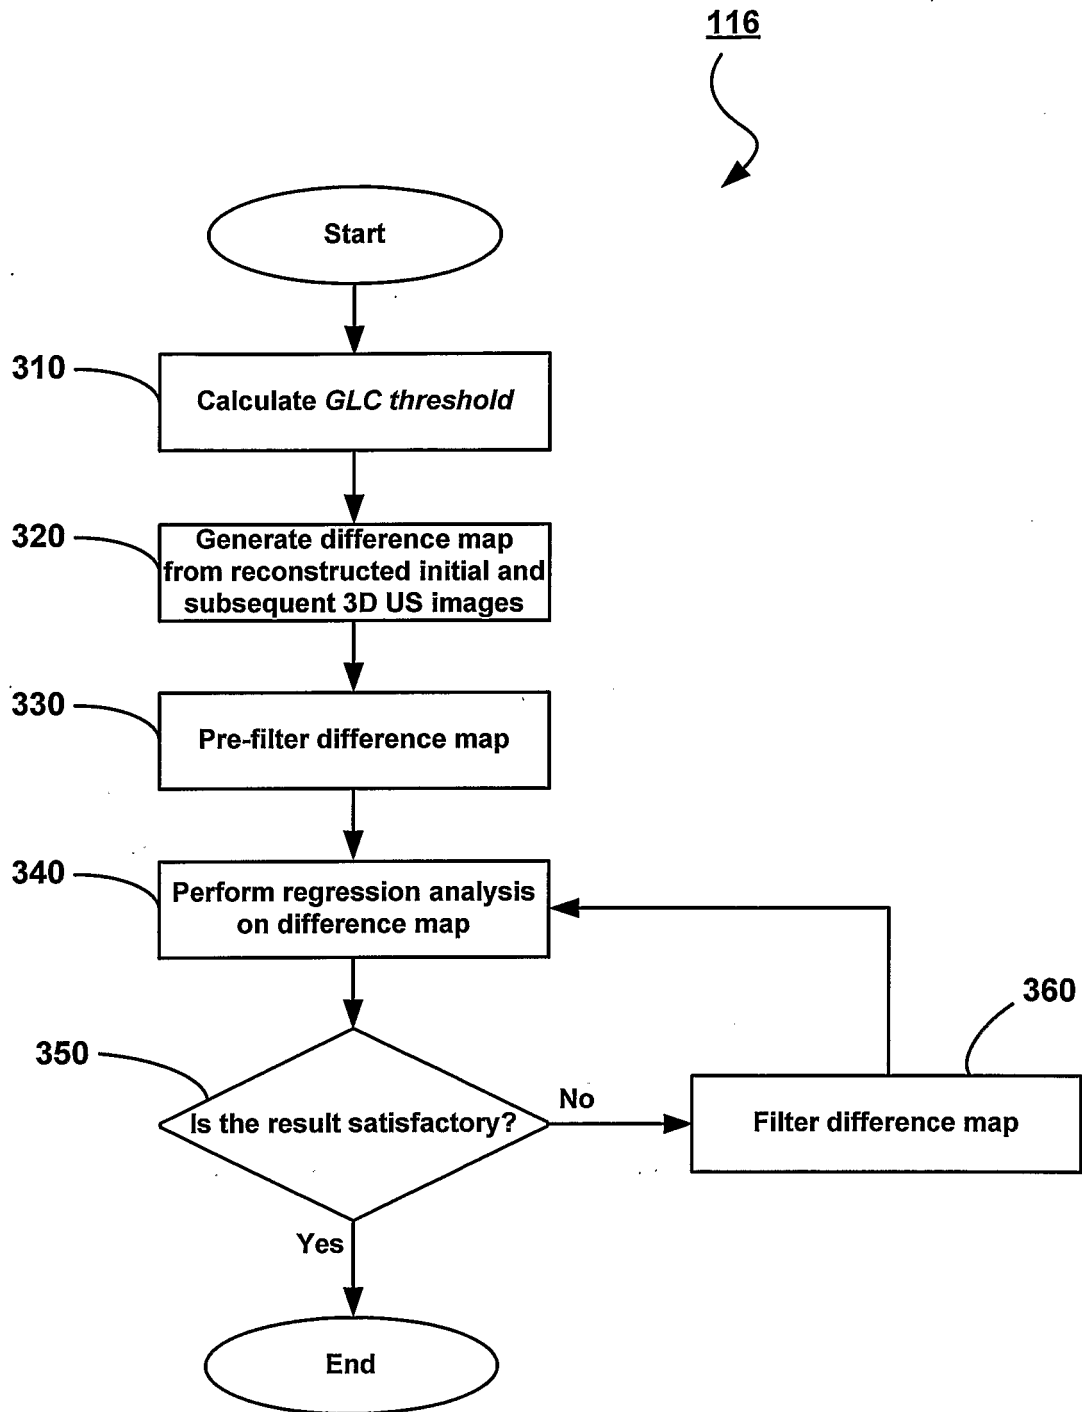 116
Start
310
Calculate GLC threshold
320
Generate difference map
from reconstructed initial and
subsequent 3D US images
330
Pre-filter difference map
340
Perform regression analysis
on difference map
360
350
Is the result satisfactory?
No
Filter difference map
Yes
End